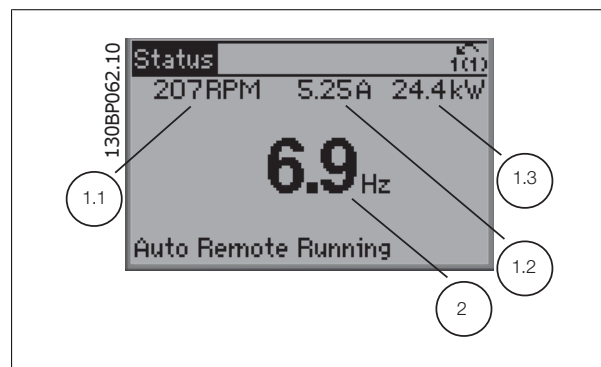 130BP062.10
Status
1(1)
207RPM 5.25A 24.4kW
6.9Hz
Auto Remote Running
1.1
1.3
1.2
2